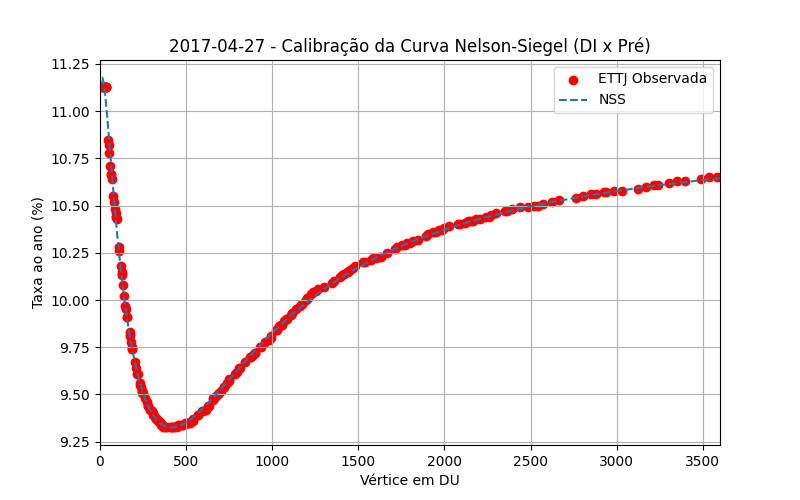 2017-04-27 - Calibração da Curva Nelson-Siegel (DI x Pré)
11.25
11.00
10.75
10.50
10.25
10.00
9.75
9.50
9.25
Taxa ao ano (%)
ETTJ Observada
NSS
0 500 1000 1500 2000 2500 3000 3500
Vértice em DU